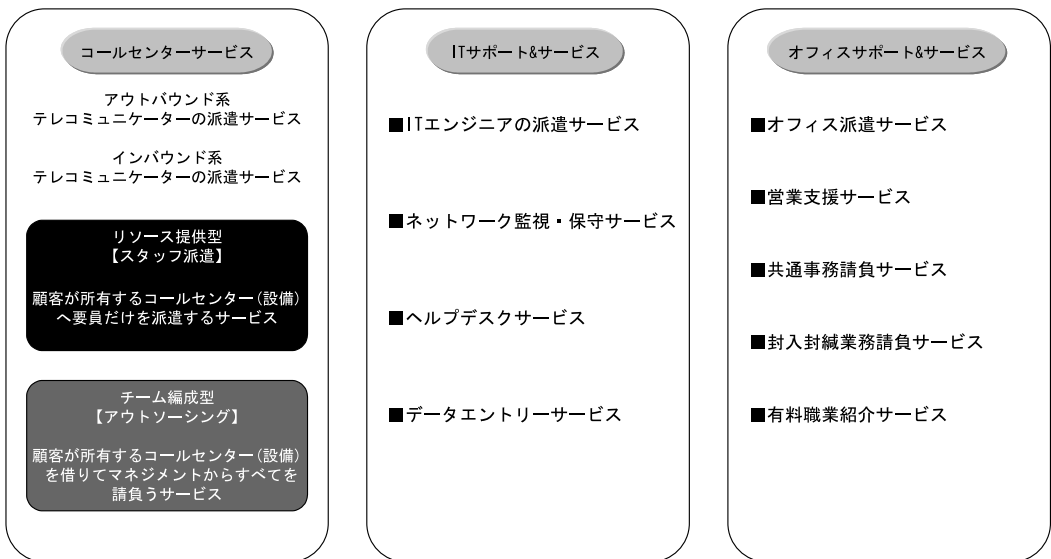 コールセンターサービス
アウトバウンド系
テレコミュニケーターの派遣サービス
インバウンド系
テレコミュニケーターの派遣サービス
リソース提供型
【スタッフ派遣】
顧客が所有するコールセンター(設備)
へ要員だけを派遣するサービス
チーム編成型
【アウトソーシング】
顧客が所有するコールセンター(設備)
を借りてマネジメントからすべてを
請負うサービス
ITサポート&サービス
■ITエンジニアの派遣サービス
■ネットワーク監視・保守サービス
■ヘルプデスクサービス
■データエントリーサービス
オフィスサポート&サービス
■オフィス派遣サービス
■営業支援サービス
■共通事務請負サービス
■封入封緘業務請負サービス
■有料職業紹介サービス